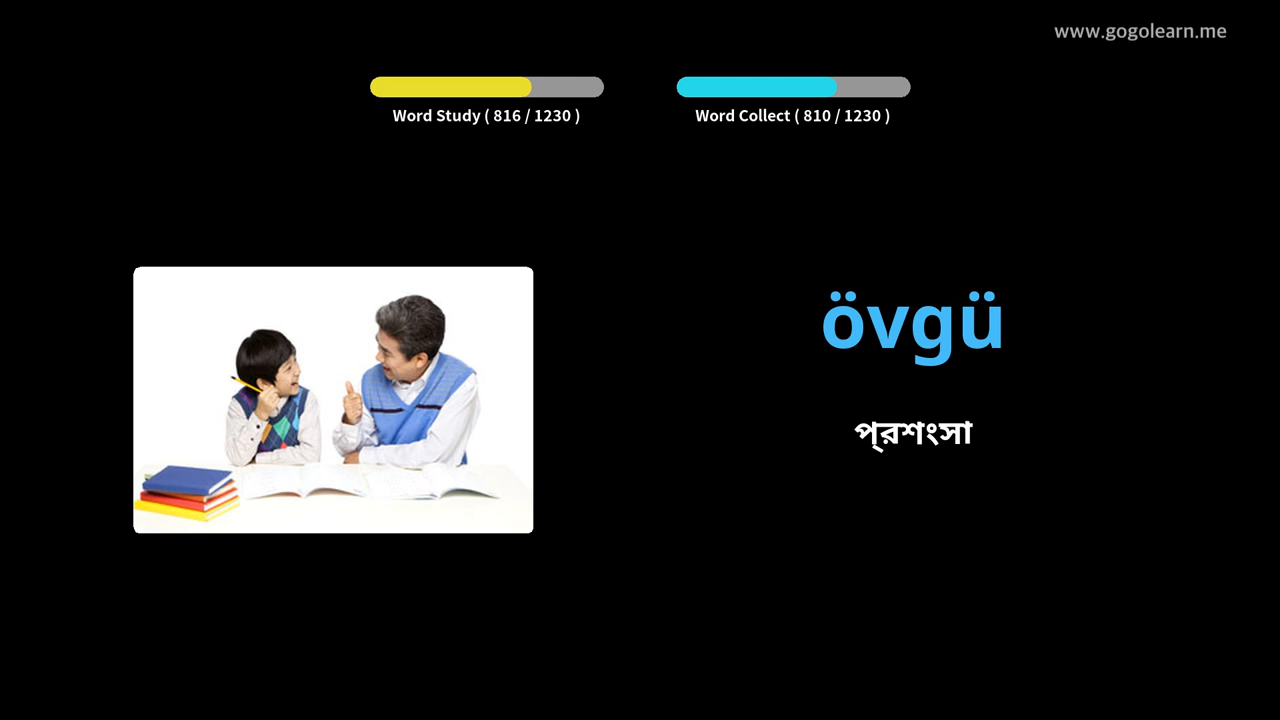 www.gogolearn.me
Word Study ( 816 / 1230 )
Word Collect ( 810 / 1230 )
övgü
প্রশংসা